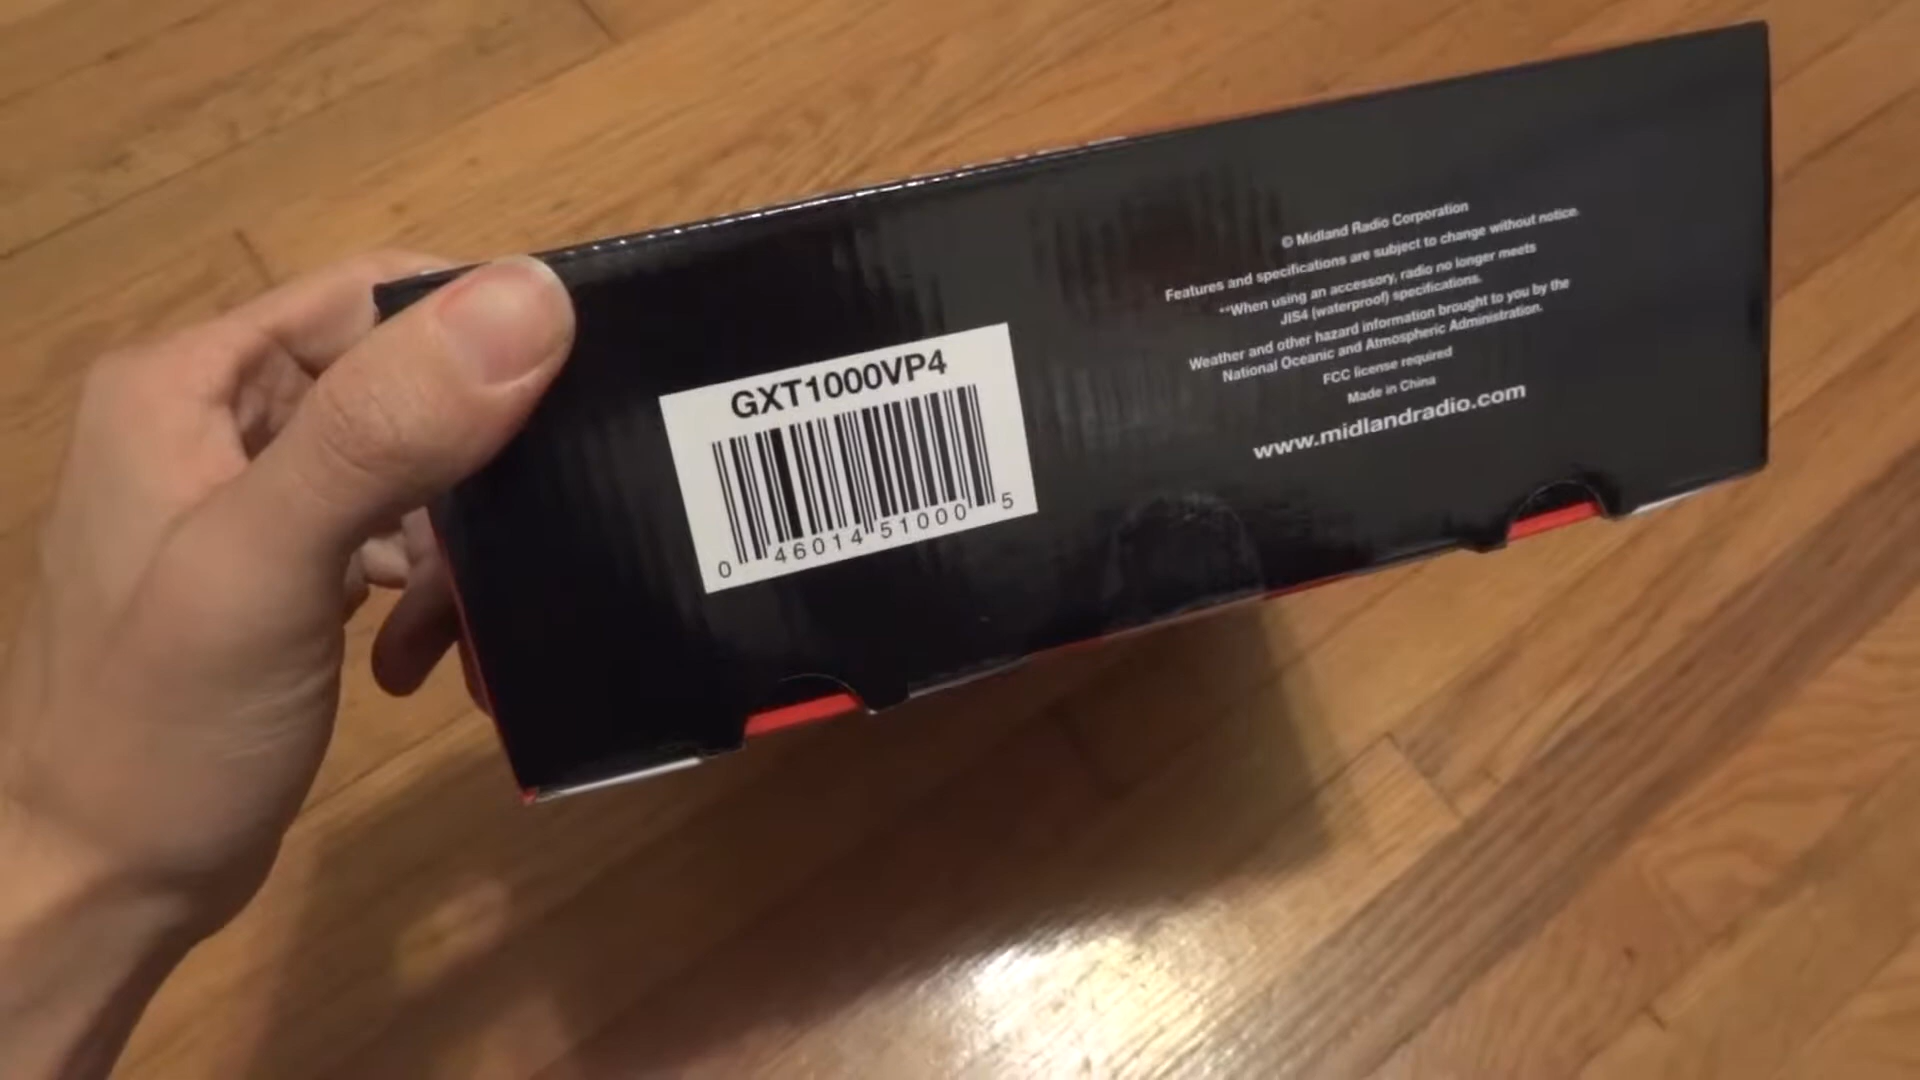 GXT1000VP4
0 46014 51000 5
© Midland Radio Corporation
Features and specifications are subject to change without notice.
**When using an accessory, radio no longer meets
JIS4 (waterproof) specifications.
Weather and other hazard information brought to you by the
National Oceanic and Atmospheric Administration.
FCC license required
Made in China
www.midlandradio.com